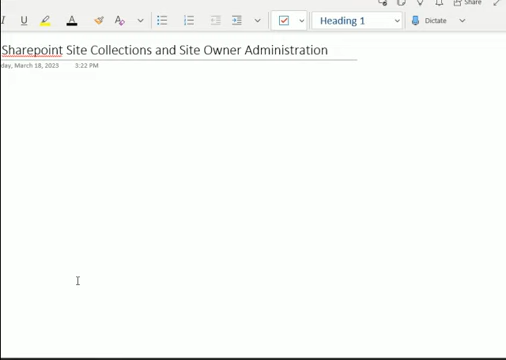 Share
I U A A Heading 1 Dictate
Sharepoint Site Collections and Site Owner Administration
day, March 18, 2023 3:22 PM